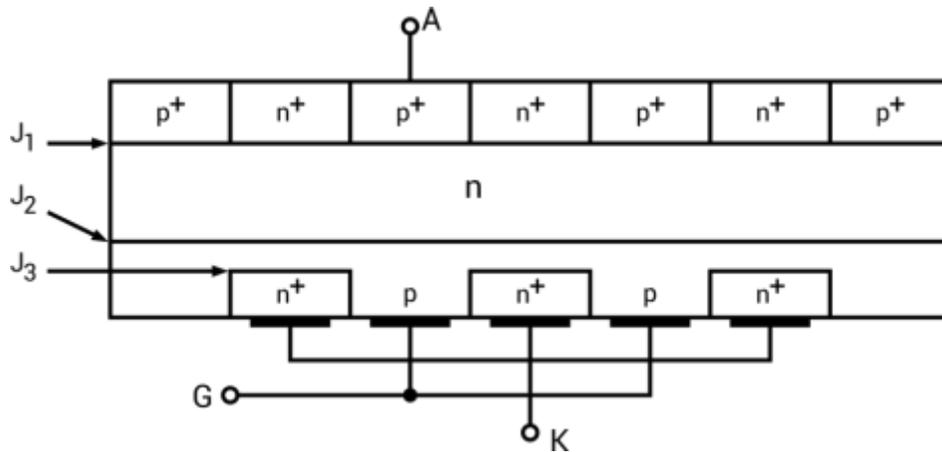 A
p⁺ n⁺ p⁺ n⁺ p⁺ n⁺ p⁺
J₁
n
J₂
J₃
n⁺ p n⁺ p n⁺
G
K